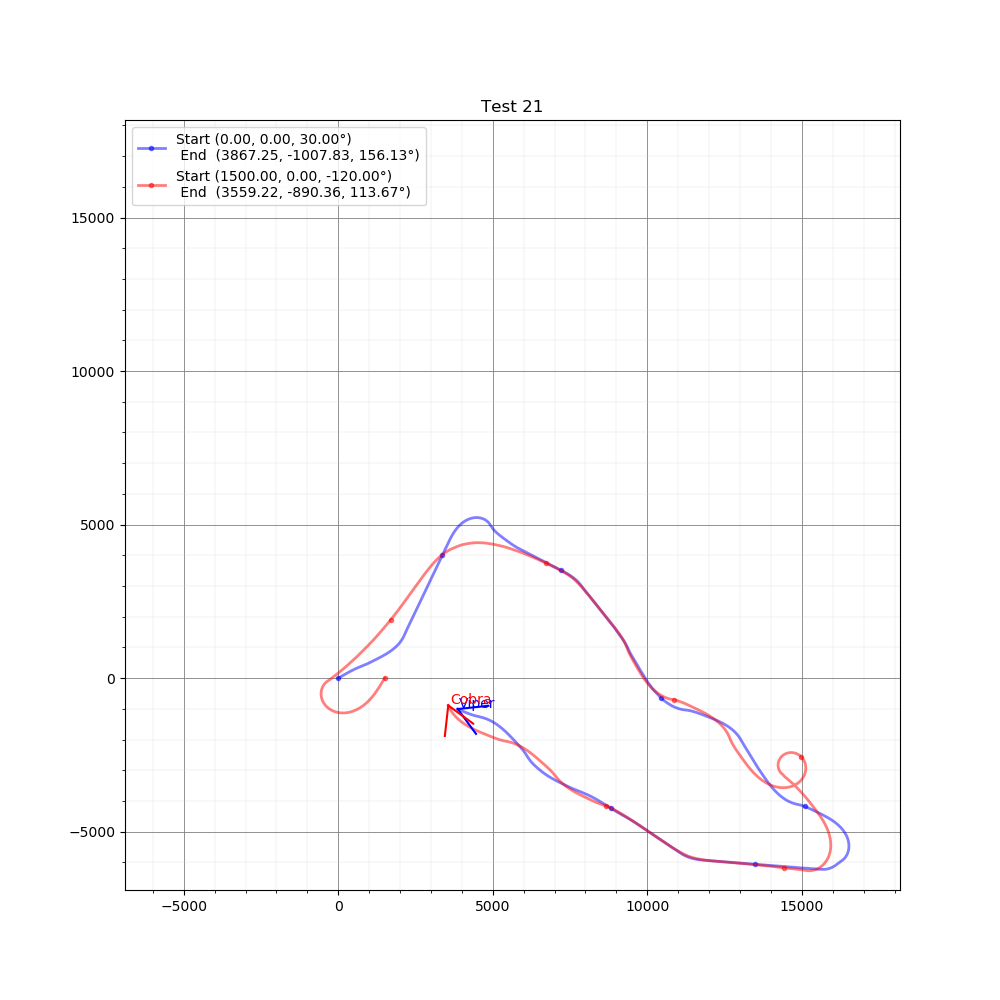 Test 21
Start (0.00, 0.00, 30.00°)
End (3867.25, -1007.83, 156.13°)
Start (1500.00, 0.00, -120.00°)
End (3559.22, -890.36, 113.67°)
15000
10000
5000
0
−5000
Cobra
Viper
−5000
0
5000
10000
15000